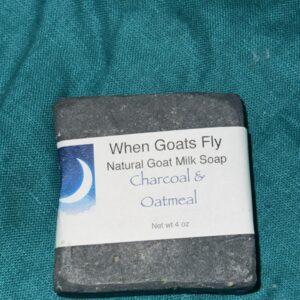 When Goats Fly
Natural Goat Milk Soap
Charcoal &
Oatmeal
Net wt 4 oz